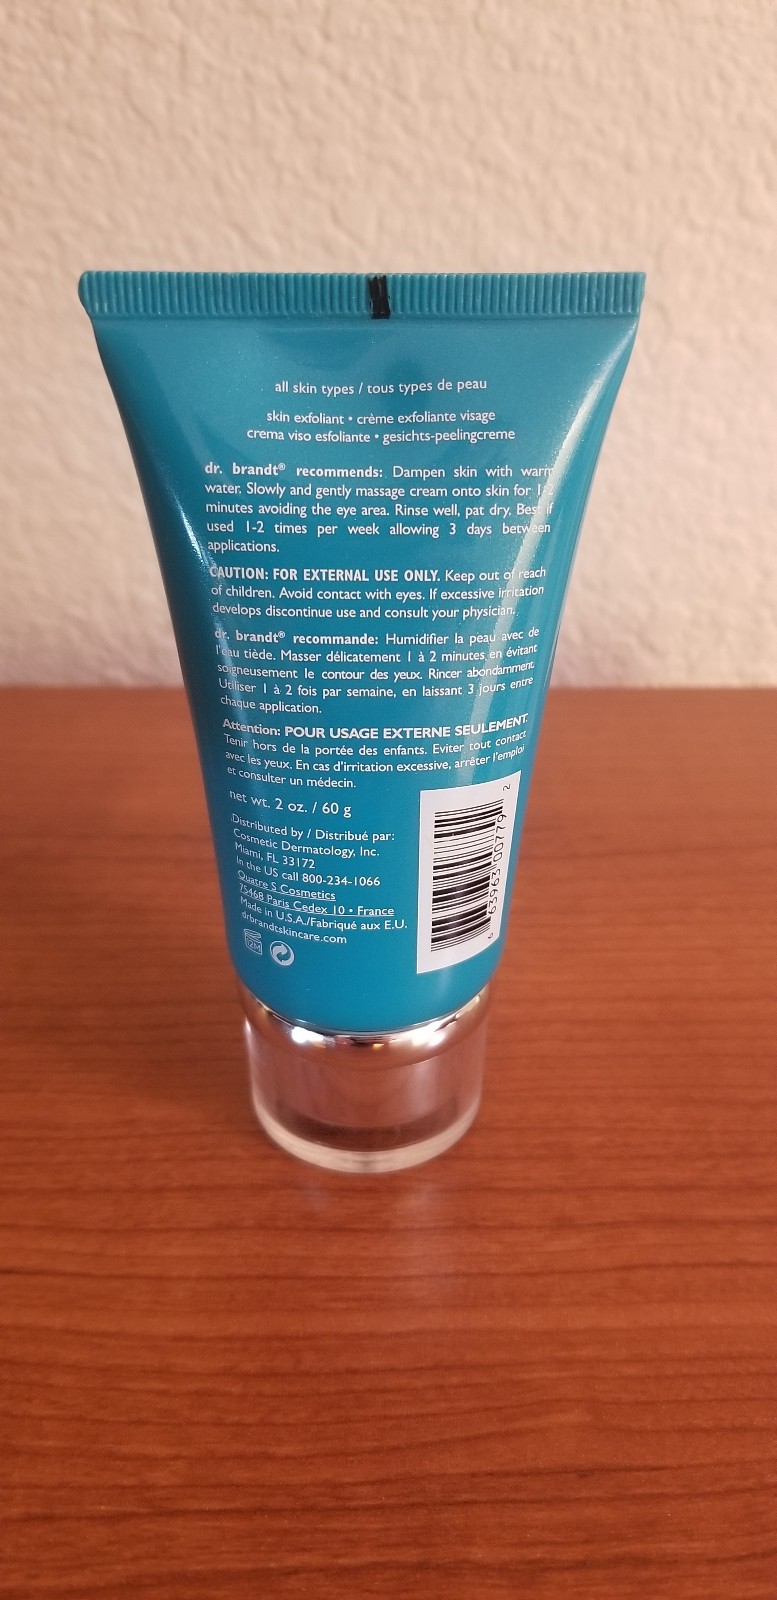 all skin types / tous types de peau
skin exfoliant • crème exfoliante visage
crema viso esfoliante • gesichts-peelingcreme
dr. brandt® recommends: Dampen skin with warm
water. Slowly and gently massage cream onto skin for 1-2
minutes avoiding the eye area. Rinse well, pat dry. Best if
used 1-2 times per week allowing 3 days between
applications.
CAUTION: FOR EXTERNAL USE ONLY. Keep out of reach
of children. Avoid contact with eyes. If excessive irritation
develops discontinue use and consult your physician.
dr. brandt® recommande: Humidifier la peau avec de
l'eau tiède. Masser délicatement 1 à 2 minutes en évitant
soigneusement le contour des yeux. Rincer abondamment.
Utiliser 1 à 2 fois par semaine, en laissant 3 jours entre
chaque application.
Attention: POUR USAGE EXTERNE SEULEMENT.
Tenir hors de la portée des enfants. Eviter tout contact
avec les yeux. En cas d'irritation excessive, arrêter l'emploi
et consulter un médecin.
net wt. 2 oz. / 60 g
Distributed by / Distribué par:
Cosmetic Dermatology, Inc.
Miami, FL 33172
In the US call 800-234-1066
Quatre S Cosmetics
75468 Paris Cedex 10 • France
Made in U.S.A./Fabriqué aux E.U.
drbrandtskincare.com
12M
6 63963 00779 2